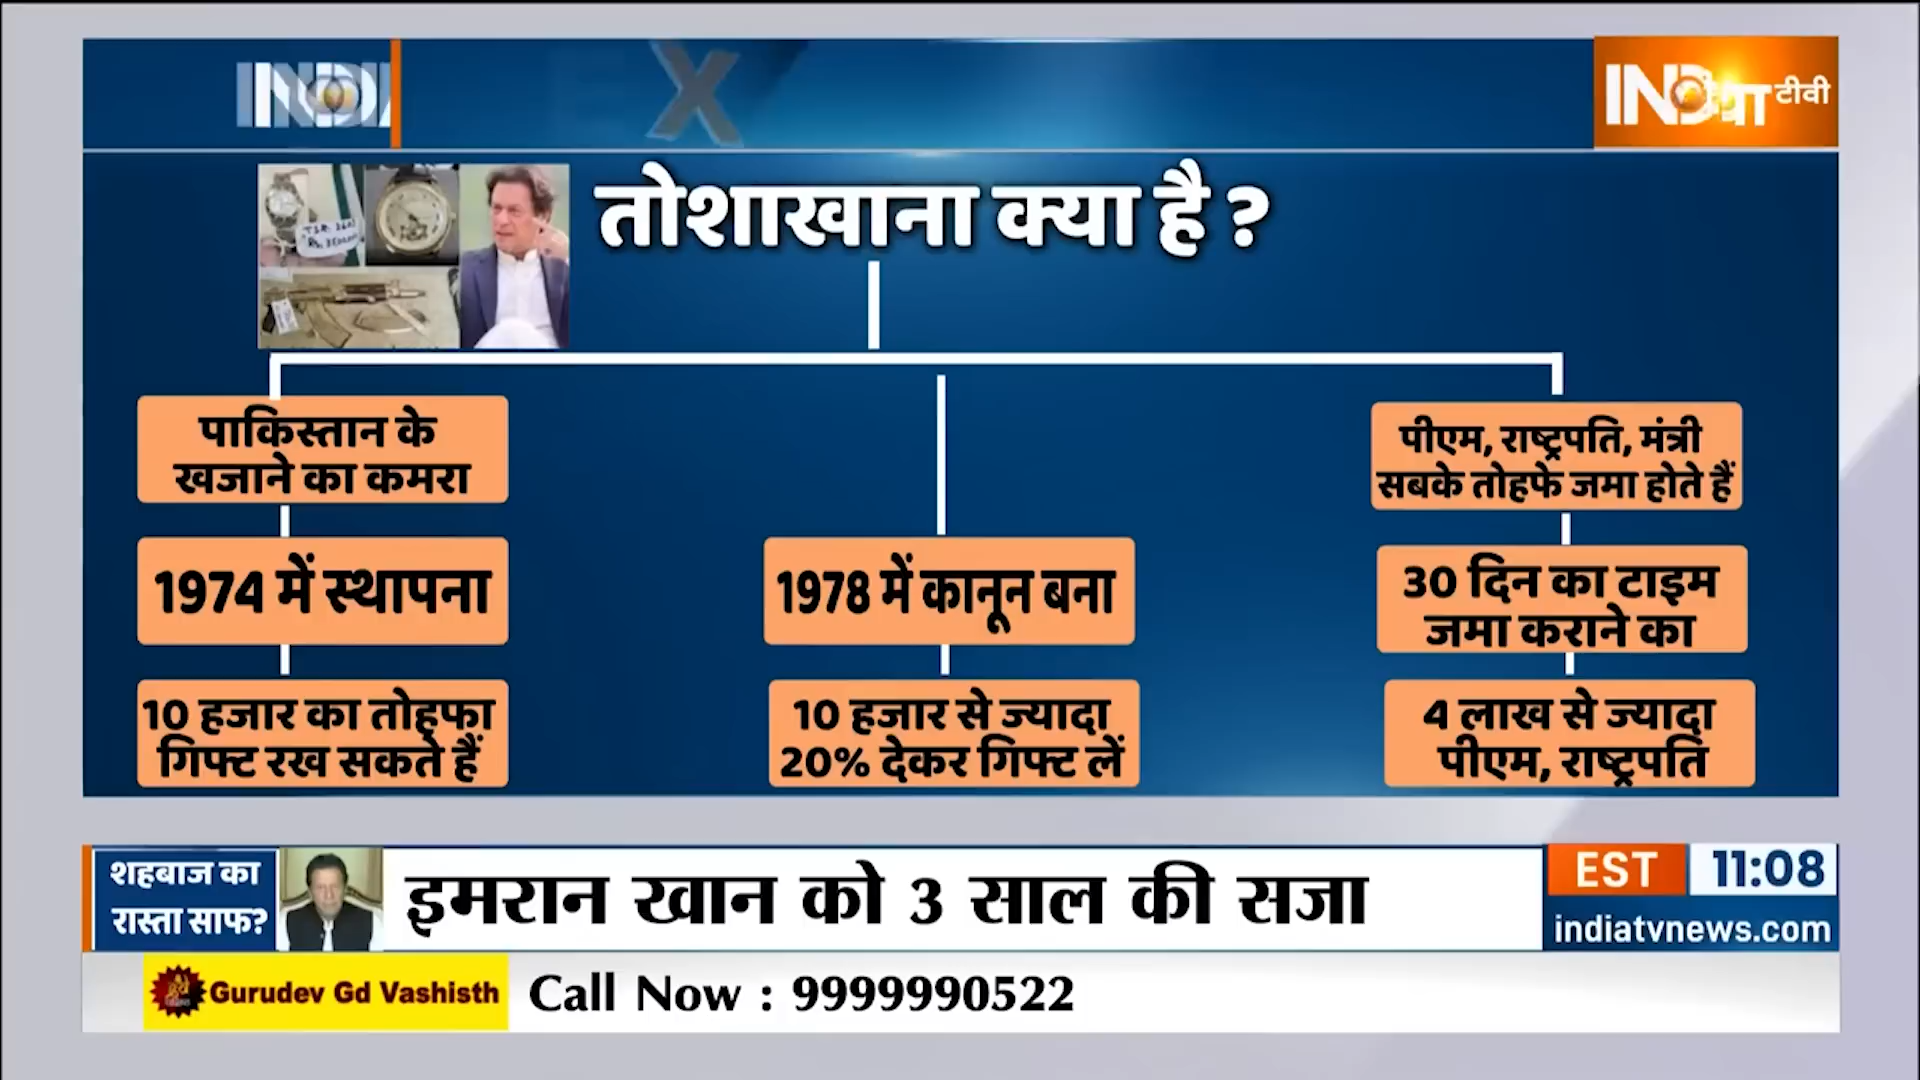 INDIA
X
INDIA टीवी
तोशाखाना क्या है ?
पाकिस्तान के
खजाने का कमरा
1974 में स्थापना
10 हजार का तोहफा
गिफ्ट रख सकते हैं
1978 में कानून बना
10 हजार से ज्यादा
20% देकर गिफ्ट लें
पीएम, राष्ट्रपति, मंत्री
सबके तोहफे जमा होते हैं
30 दिन का टाइम
जमा कराने का
4 लाख से ज्यादा
पीएम, राष्ट्रपति
शहबाज का
रास्ता साफ?
इमरान खान को 3 साल की सजा
EST 11:08
indiatvnews.com
Gurudev Gd Vashisth
Call Now : 9999990522